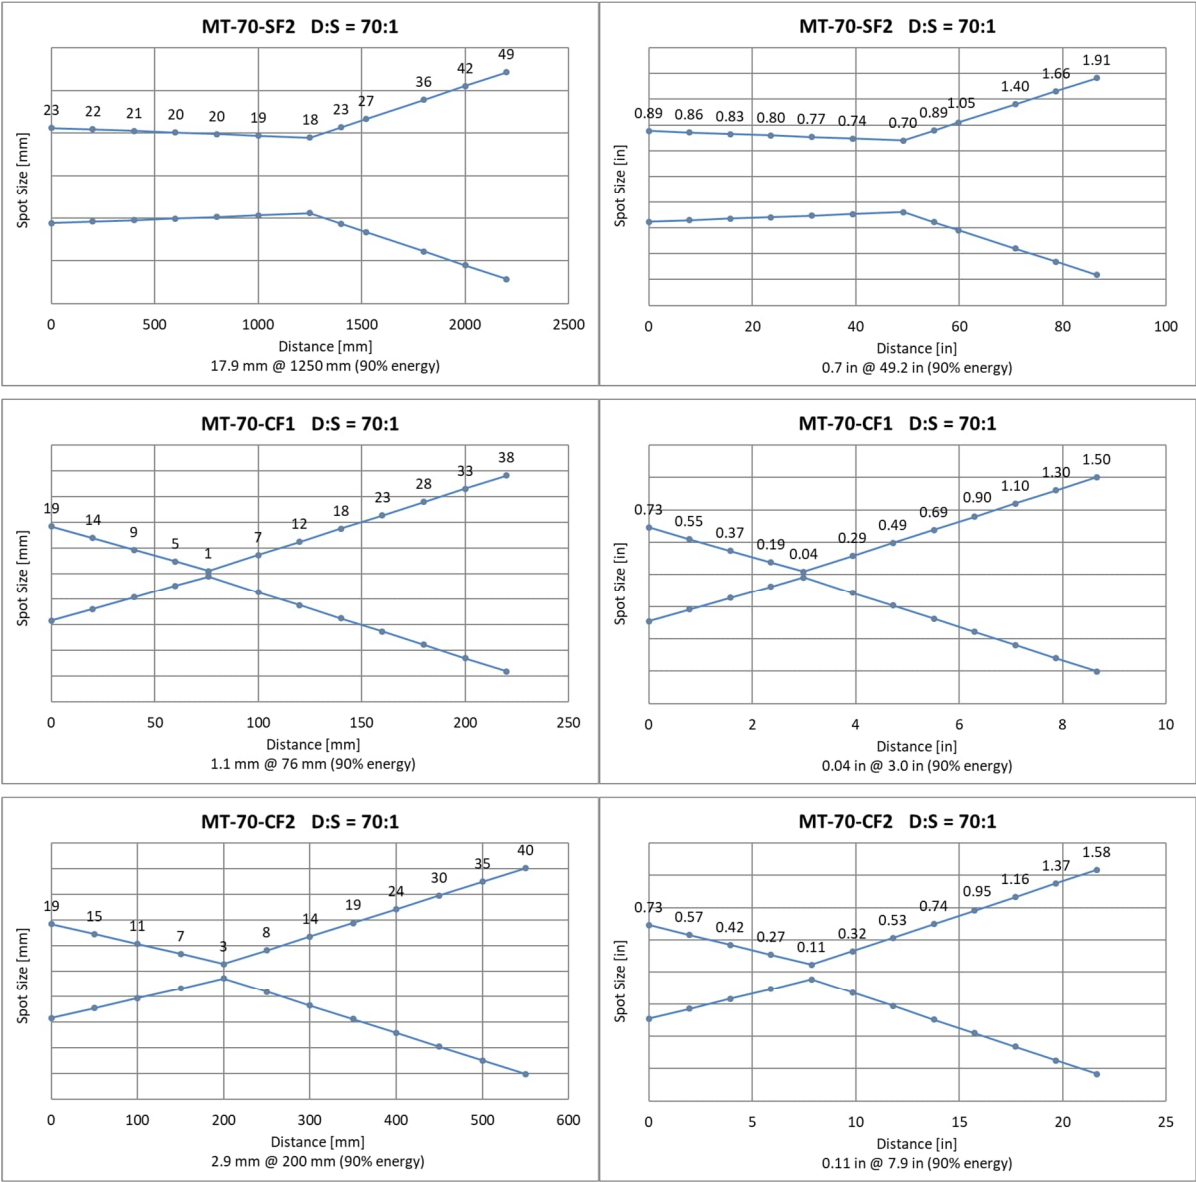 MT-70-SF2 D:S = 70:1
23 22 21 20 20 19 18 23 27 36 42 49
Spot Size [mm]
0 500 1000 1500 2000 2500
Distance [mm]
17.9 mm @ 1250 mm (90% energy)
MT-70-SF2 D:S = 70:1
0.89 0.86 0.83 0.80 0.77 0.74 0.70 0.89 1.05 1.40 1.66 1.91
Spot Size [in]
0 20 40 60 80 100
Distance [in]
0.7 in @ 49.2 in (90% energy)
MT-70-CF1 D:S = 70:1
19 14 9 5 1 7 12 18 23 28 33 38
Spot Size [mm]
0 50 100 150 200 250
Distance [mm]
1.1 mm @ 76 mm (90% energy)
MT-70-CF1 D:S = 70:1
0.73 0.55 0.37 0.19 0.04 0.29 0.49 0.69 0.90 1.10 1.30 1.50
Spot Size [in]
0 2 4 6 8 10
Distance [in]
0.04 in @ 3.0 in (90% energy)
MT-70-CF2 D:S = 70:1
19 15 11 7 3 8 14 19 24 30 35 40
Spot Size [mm]
0 100 200 300 400 500 600
Distance [mm]
2.9 mm @ 200 mm (90% energy)
MT-70-CF2 D:S = 70:1
0.73 0.57 0.42 0.27 0.11 0.32 0.53 0.74 0.95 1.16 1.37 1.58
Spot Size [in]
0 5 10 15 20 25
Distance [in]
0.11 in @ 7.9 in (90% energy)